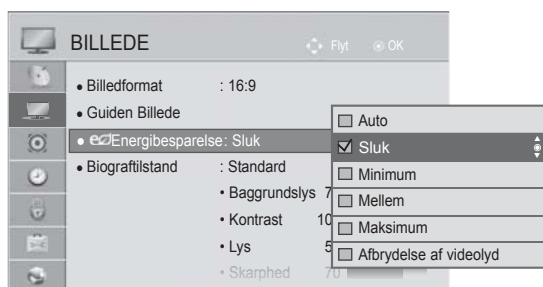 BILLEDE Flyt OK
• Billedformat : 16:9
• Guiden Billede
• Energibesparelse: Sluk
• Biograftilstand : Standard
• Baggrundslys 7
• Kontrast 10
• Lys 5
• Skarphed 70
Auto
Sluk
Minimum
Mellem
Maksimum
Afbrydelse af videolyd